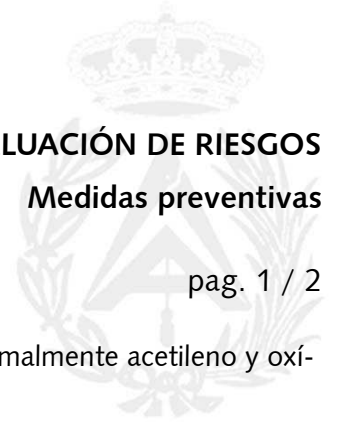 LUACIÓN DE RIESGOS
Medidas preventivas
pag. 1 / 2
malmente acetileno y oxí-